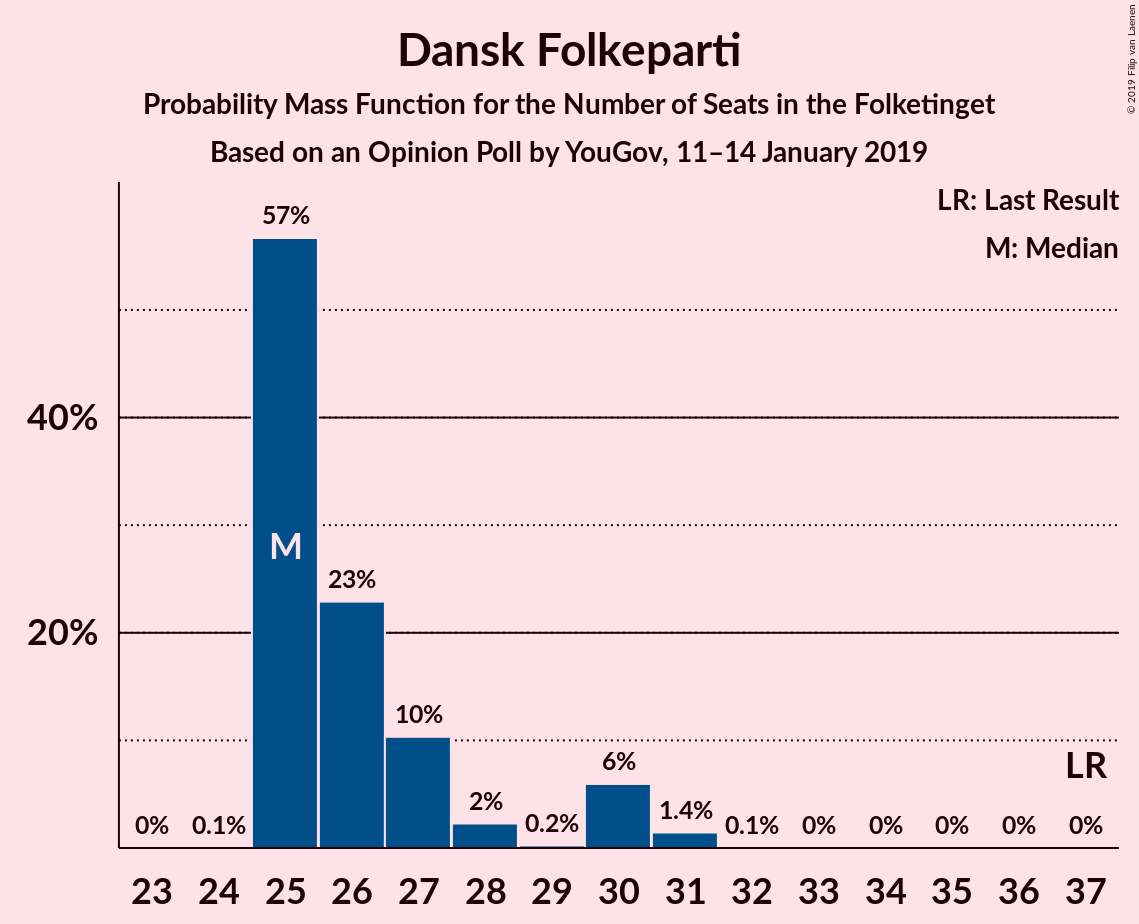 Dansk Folkeparti
Probability Mass Function for the Number of Seats in the Folketinget
Based on an Opinion Poll by YouGov, 11–14 January 2019
© 2019 Filip van Laenen
LR: Last Result
M: Median
57%
40%
M
23%
20%
10%
LR
6%
2%
1.4%
0% 0.1% 0.2% 0.1% 0% 0% 0% 0% 0%
23 24 25 26 27 28 29 30 31 32 33 34 35 36 37